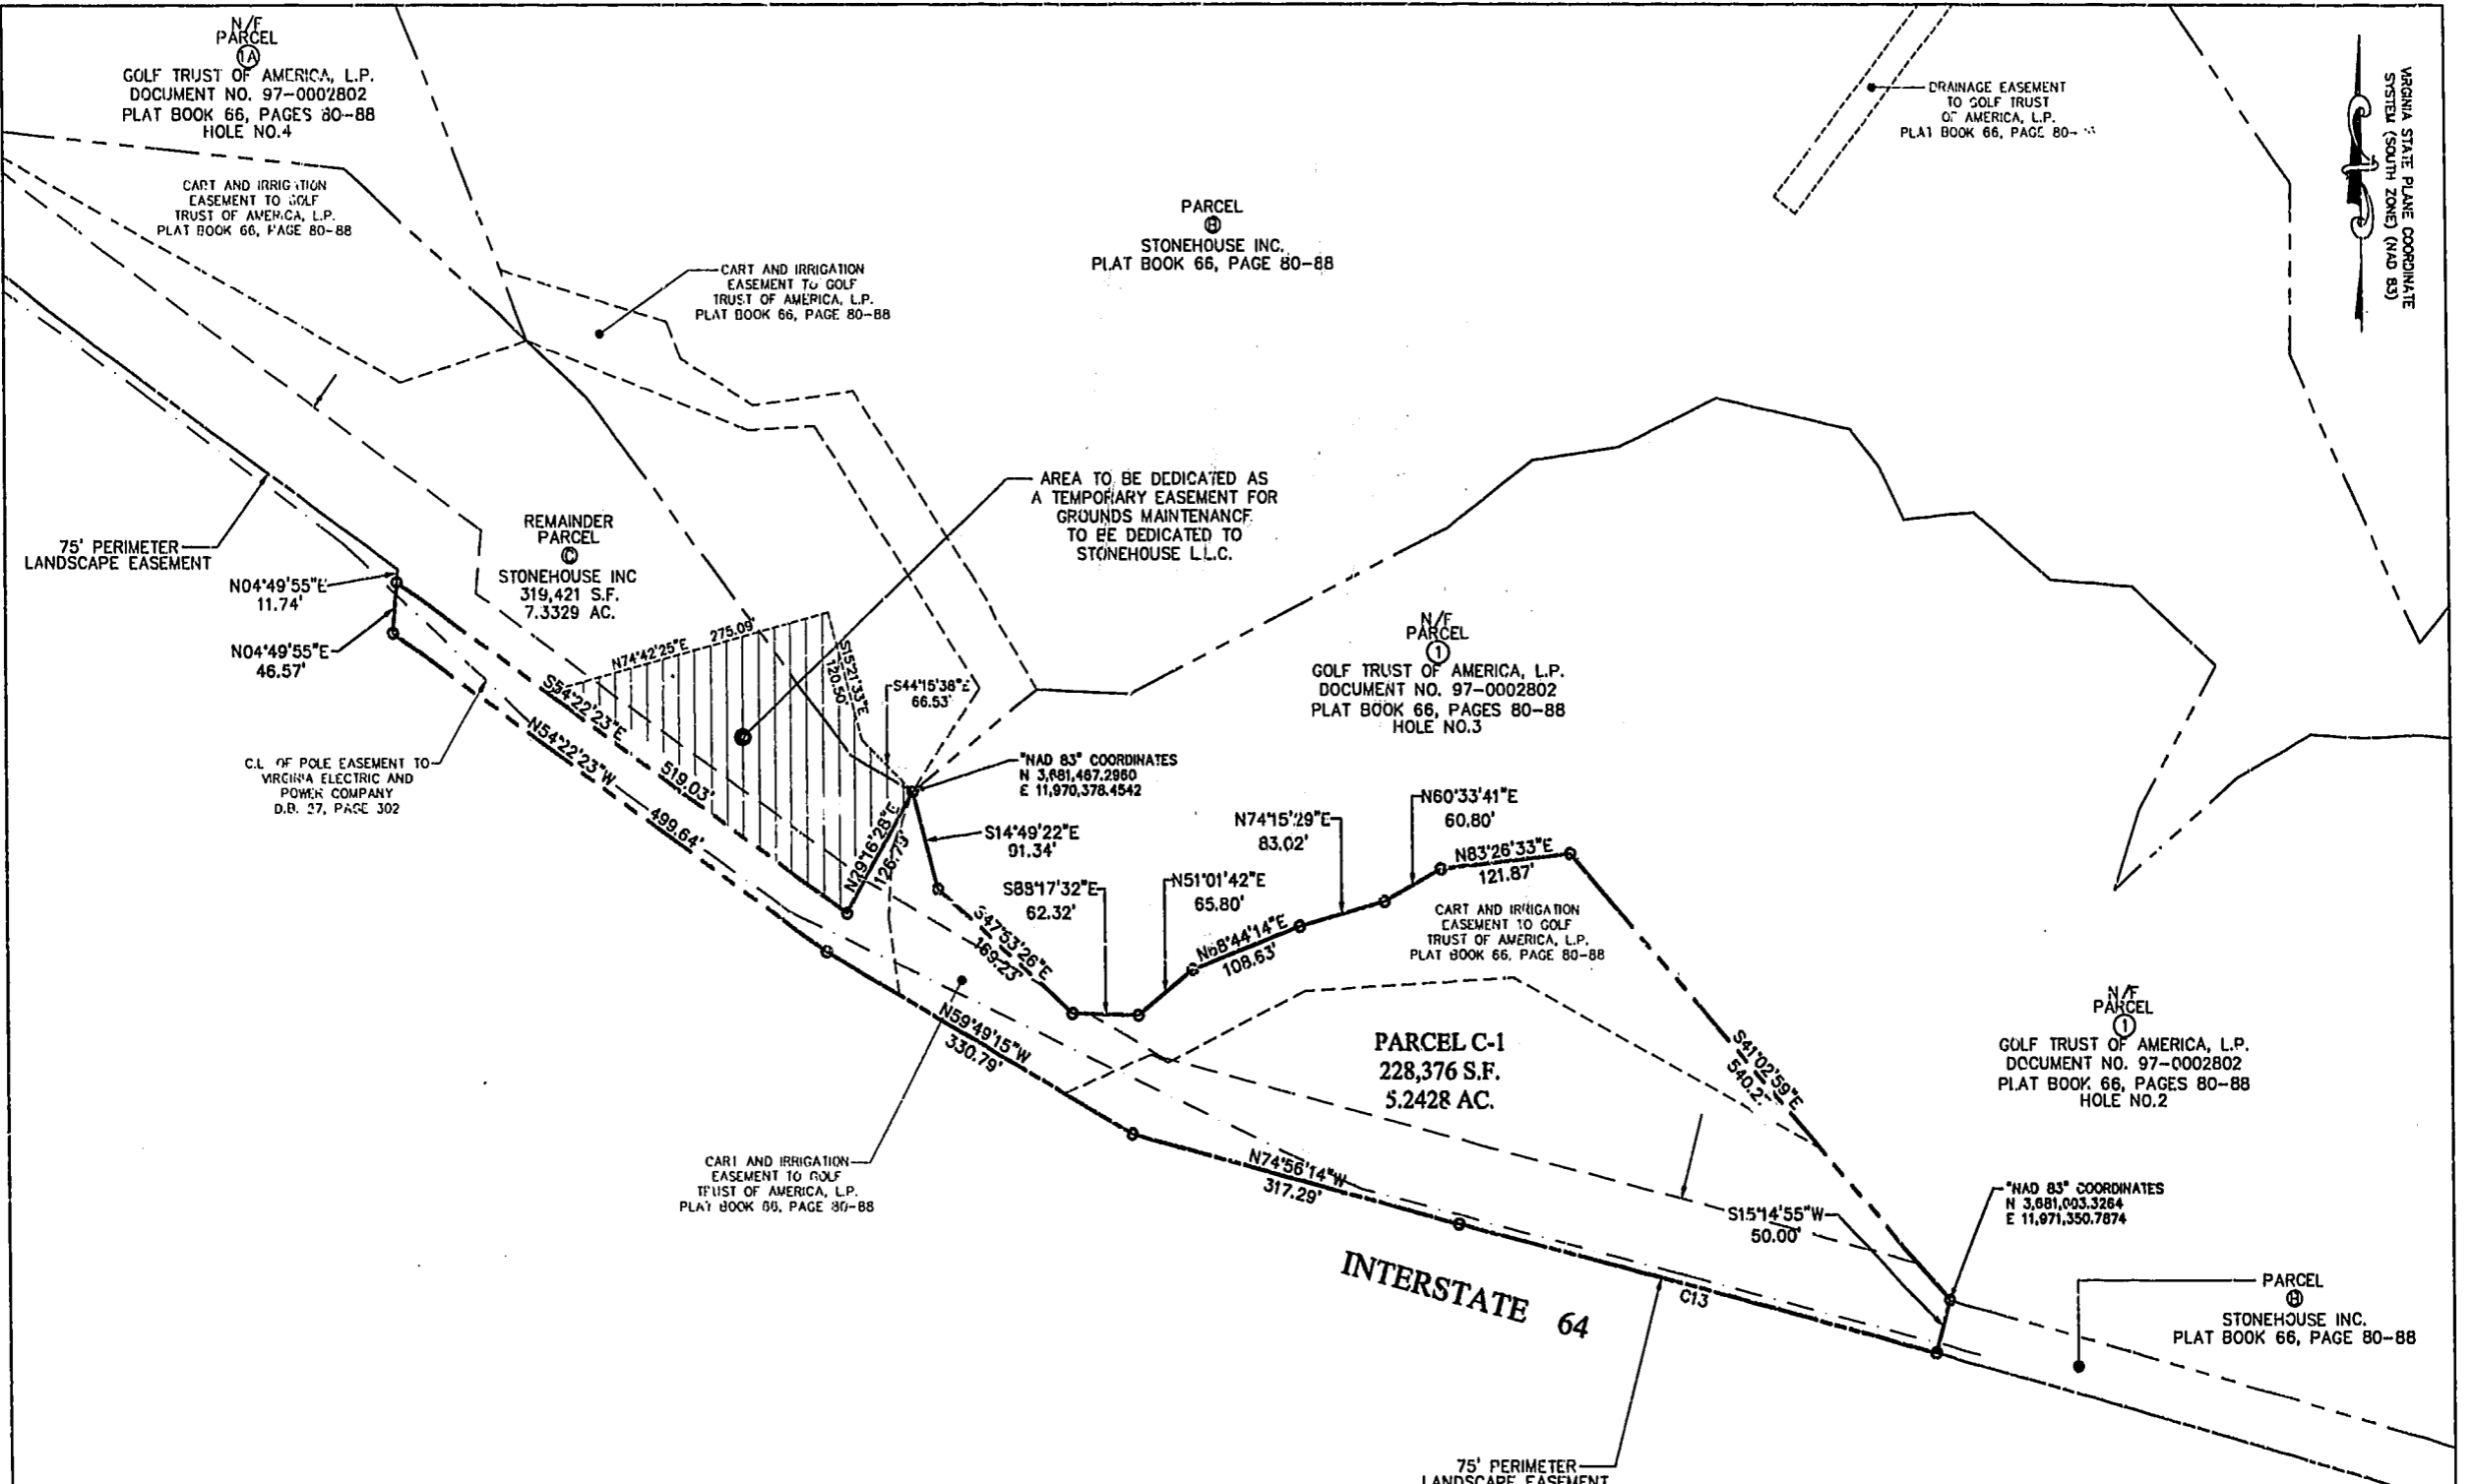 N/F
PARCEL
1A
GOLF TRUST OF AMERICA, L.P.
DOCUMENT NO. 97-0002802
PLAT BOOK 66, PAGES 80-88
HOLE NO.4
CART AND IRRIGATION
EASEMENT TO GOLF
TRUST OF AMERICA, L.P.
PLAT BOOK 66, PAGE 80-88
CART AND IRRIGATION
EASEMENT TO GOLF
TRUST OF AMERICA, L.P.
PLAT BOOK 66, PAGE 80-88
PARCEL
STONEHOUSE INC.
PLAT BOOK 66, PAGE 80-88
DRAINAGE EASEMENT
TO GOLF TRUST
OF AMERICA, L.P.
PLAT BOOK 66, PAGE 80-
VIRGINIA STATE PLANE COORDINATE
SYSTEM (SOUTH ZONE) (NAD 83)
75' PERIMETER
LANDSCAPE EASEMENT
REMAINDER
PARCEL
C
STONEHOUSE INC
319,421 S.F.
7.3329 AC.
AREA TO BE DEDICATED AS
A TEMPORARY EASEMENT FOR
GROUNDS MAINTENANCE
TO BE DEDICATED TO
STONEHOUSE L.L.C.
N04°49'55"E
11.74'
N04°49'55"E
46.57'
N74°42'25"E 275.09'
S15°21'33"E
120.50'
S44°15'38"E
66.53'
S54°22'23"E
519.03'
N54°22'23"W
499.64'
C.L. OF POLE EASEMENT TO
VIRGINIA ELECTRIC AND
POWER COMPANY
D.B. 37, PAGE 302
"NAD 83" COORDINATES
N 3,681,467.2960
E 11,970,378.4542
N29°16'28"E
126.79'
S14°49'22"E
91.34'
S47°53'26"E
169.23'
S88°17'32"E
62.32'
N51°01'42"E
65.80'
N68°44'14"E
108.63'
N74°15'29"E
83.02'
N60°33'41"E
60.80'
N83°26'33"E
121.87'
N/F
PARCEL
1
GOLF TRUST OF AMERICA, L.P.
DOCUMENT NO. 97-0002802
PLAT BOOK 66, PAGES 80-88
HOLE NO.3
CART AND IRRIGATION
EASEMENT TO GOLF
TRUST OF AMERICA, L.P.
PLAT BOOK 66, PAGE 80-88
N/F
PARCEL
1
GOLF TRUST OF AMERICA, L.P.
DOCUMENT NO. 97-0002802
PLAT BOOK 66, PAGES 80-88
HOLE NO.2
PARCEL C-1
228,376 S.F.
5.2428 AC.
S41°02'59"E
N59°49'15"W
330.79'
CART AND IRRIGATION
EASEMENT TO GOLF
TRUST OF AMERICA, L.P.
PLAT BOOK 66, PAGE 80-88
N74°56'14"W
317.29'
S15°14'55"W
50.00'
"NAD 83" COORDINATES
N 3,681,003.3264
E 11,971,350.7874
INTERSTATE 64
C13
PARCEL
STONEHOUSE INC.
PLAT BOOK 66, PAGE 80-88
75' PERIMETER
LANDSCAPE EASEMENT